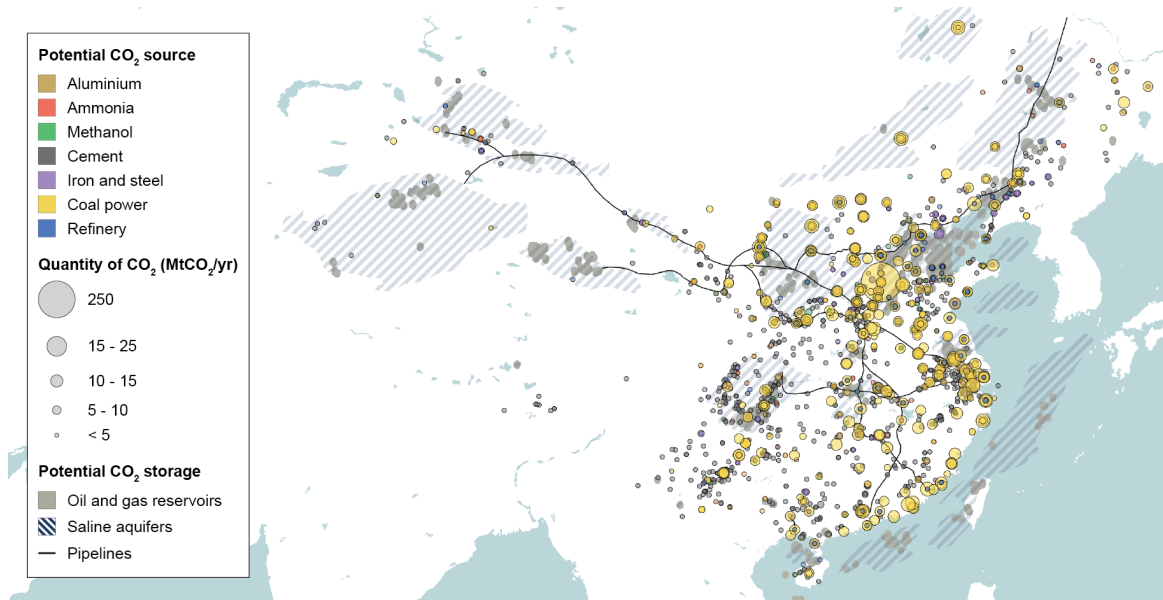 Potential CO₂ source
Aluminium
Ammonia
Methanol
Cement
Iron and steel
Coal power
Refinery
Quantity of CO₂ (MtCO₂/yr)
250
15 - 25
10 - 15
5 - 10
< 5
Potential CO₂ storage
Oil and gas reservoirs
Saline aquifers
Pipelines